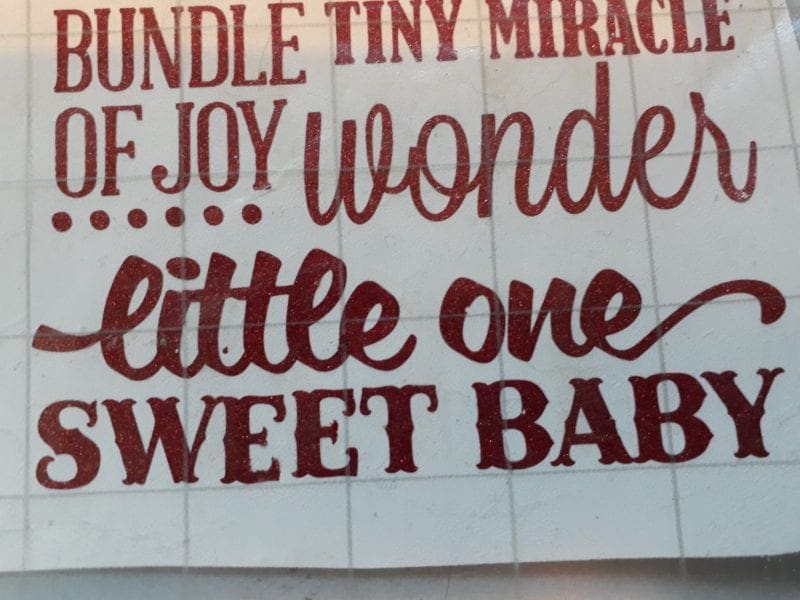 BUNDLE TINY MIRACLE
OF JOY wonder
little one
SWEET BABY